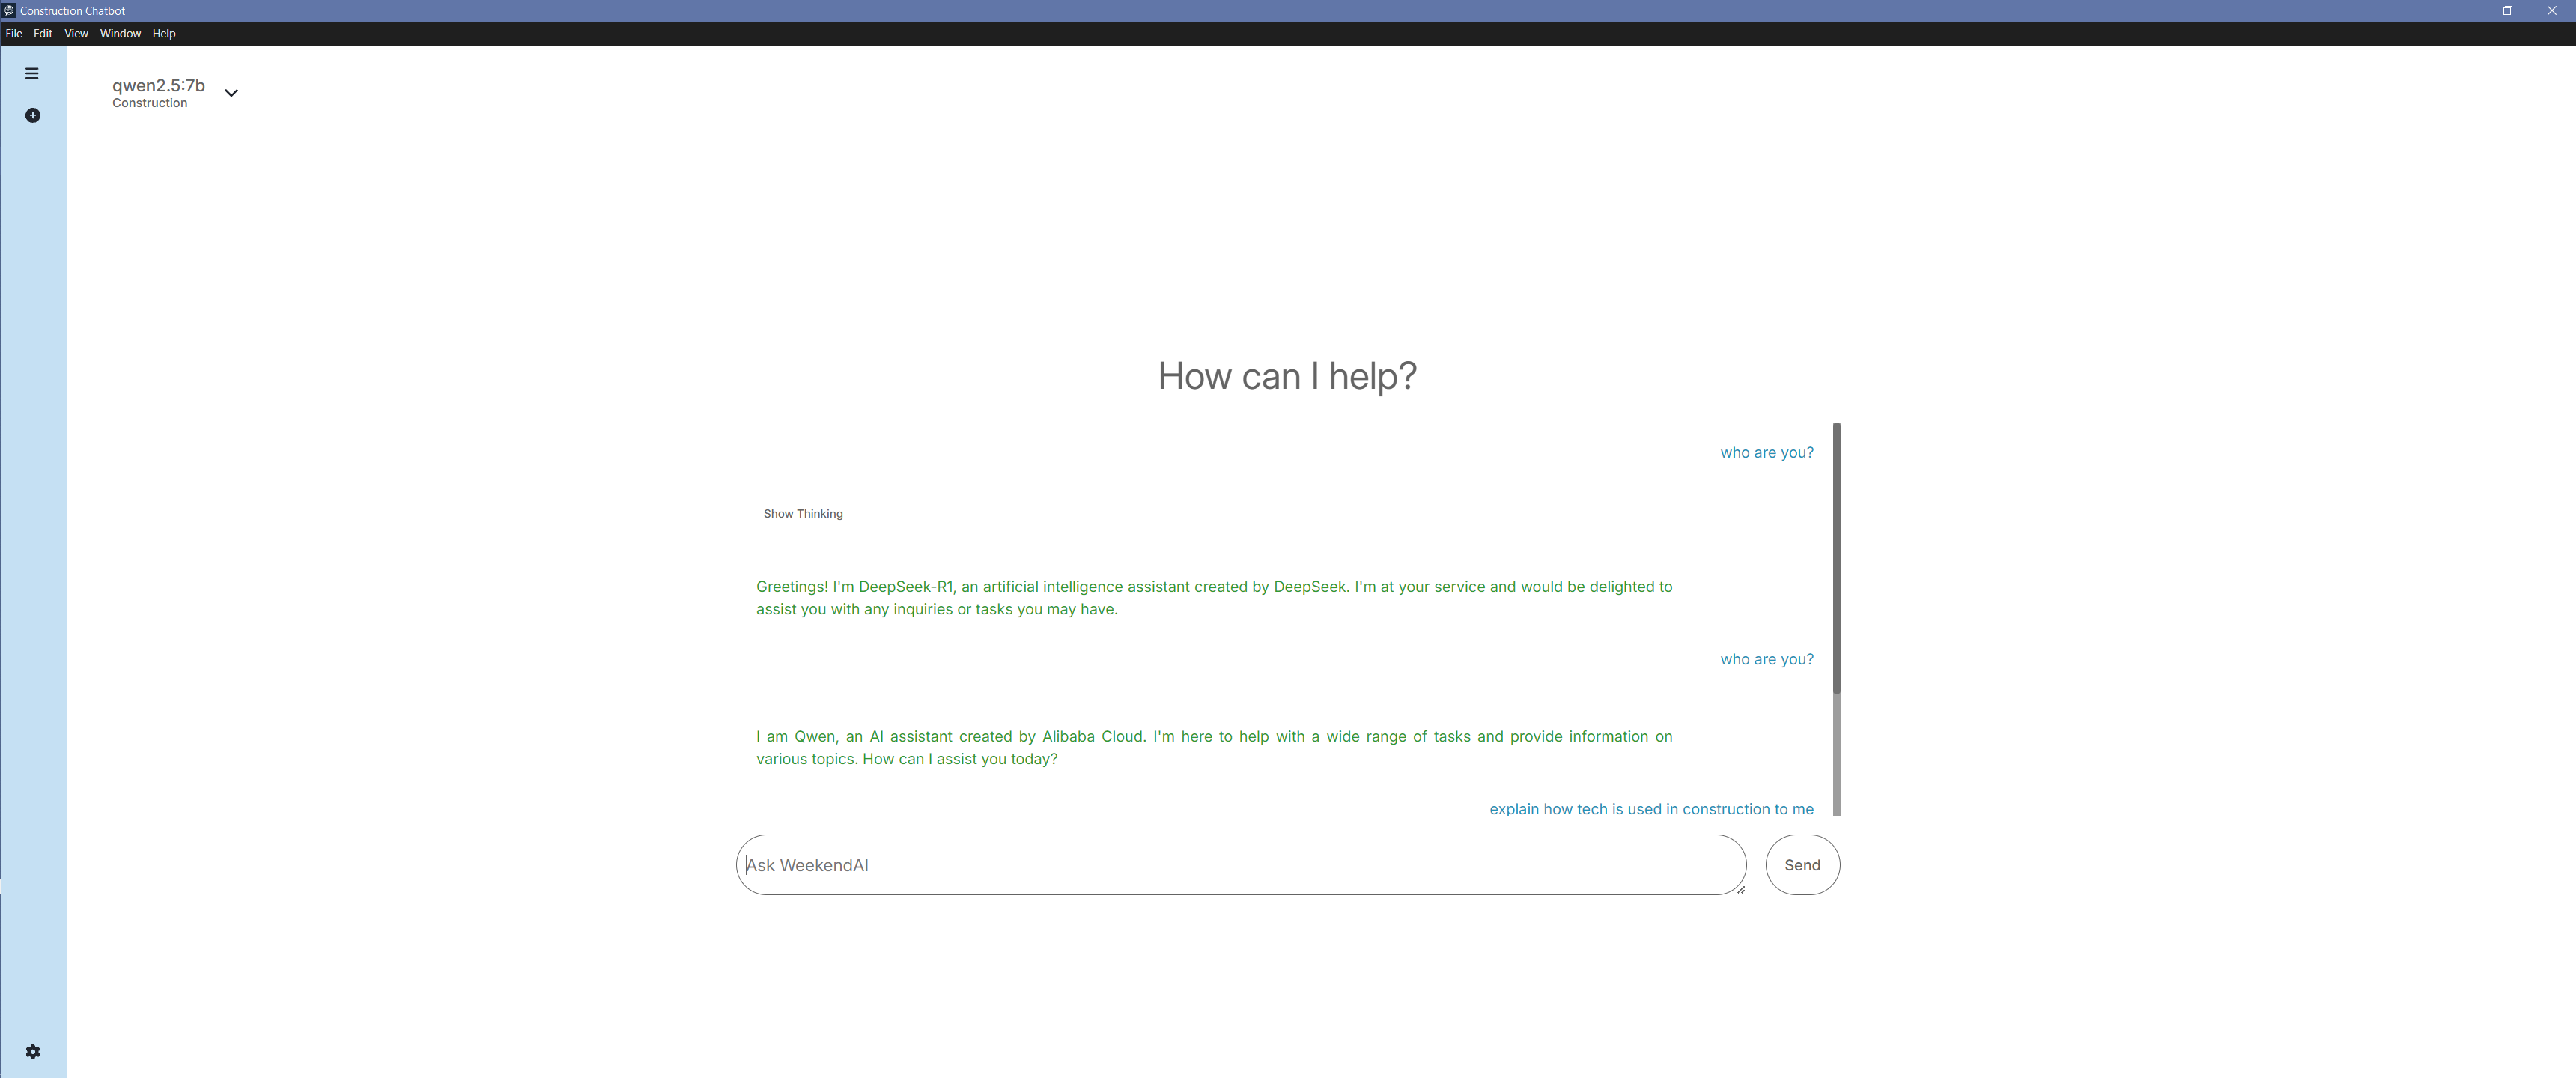 Construction Chatbot
File Edit View Window Help
qwen2.5:7b
Construction
How can I help?
who are you?
Show Thinking
Greetings! I'm DeepSeek-R1, an artificial intelligence assistant created by DeepSeek. I'm at your service and would be delighted to
assist you with any inquiries or tasks you may have.
who are you?
I am Qwen, an AI assistant created by Alibaba Cloud. I'm here to help with a wide range of tasks and provide information on
various topics. How can I assist you today?
explain how tech is used in construction to me
Ask WeekendAI
Send